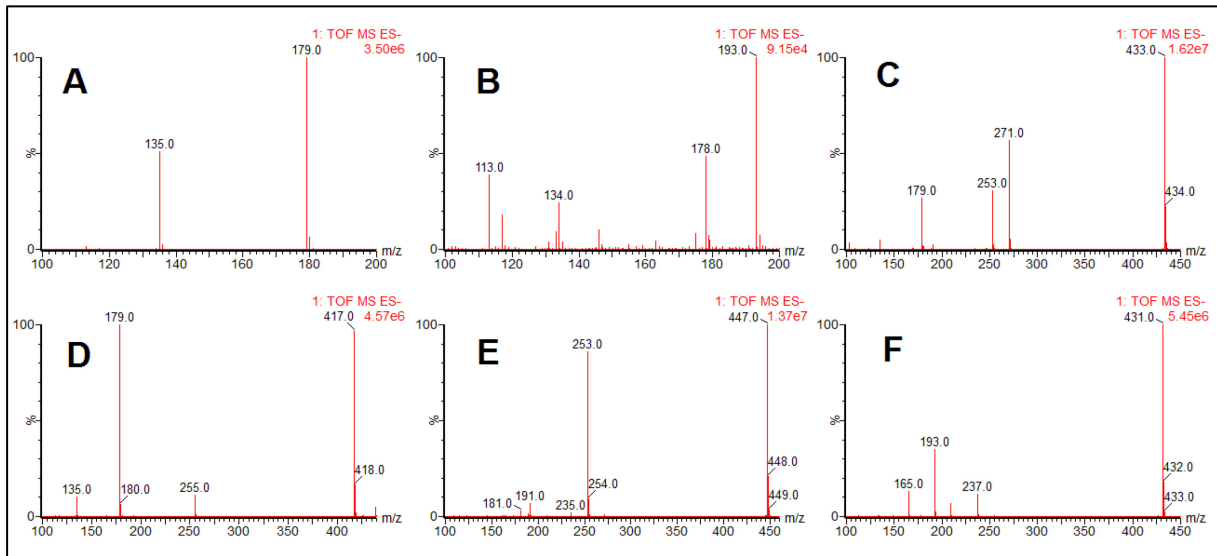 A
1: TOF MS ES-
3.50e6
179.0
135.0
100
%
0
100 120 140 160 180 200
m/z
B
1: TOF MS ES-
9.15e4
193.0
178.0
113.0
134.0
100
%
0
100 120 140 160 180 200
m/z
C
1: TOF MS ES-
1.62e7
433.0
271.0
253.0
179.0
434.0
100
%
0
100 150 200 250 300 350 400 450
m/z
D
1: TOF MS ES-
4.57e6
179.0
417.0
418.0
135.0
180.0
255.0
100
%
0
100 150 200 250 300 350 400
m/z
E
1: TOF MS ES-
1.37e7
447.0
253.0
448.0
254.0
449.0
181.0
191.0
235.0
100
%
0
100 150 200 250 300 350 400 450
m/z
F
1: TOF MS ES-
5.45e6
431.0
193.0
432.0
165.0
237.0
433.0
100
%
0
100 150 200 250 300 350 400 450
m/z